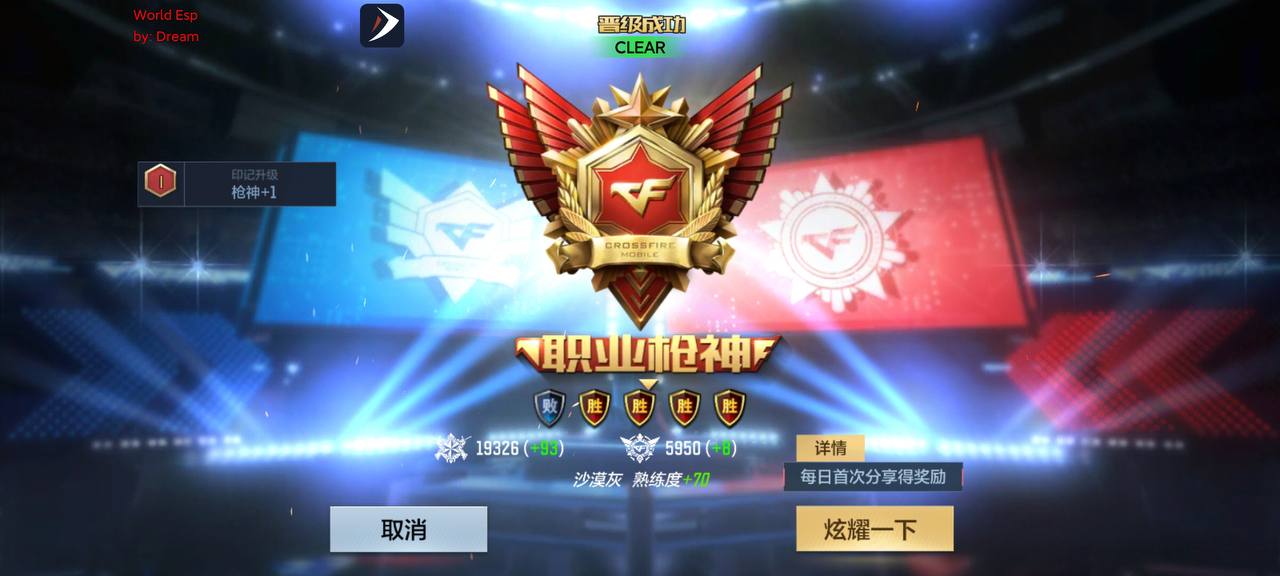 World Esp
by: Dream
晋级成功
CLEAR
印记升级
枪神+1
CF
CROSSFIRE
MOBILE
职业枪神
败 胜 胜 胜 胜
19326 (+93) 5950 (+8)
沙漠灰 熟练度+70
详情
每日首次分享得奖励
取消
炫耀一下